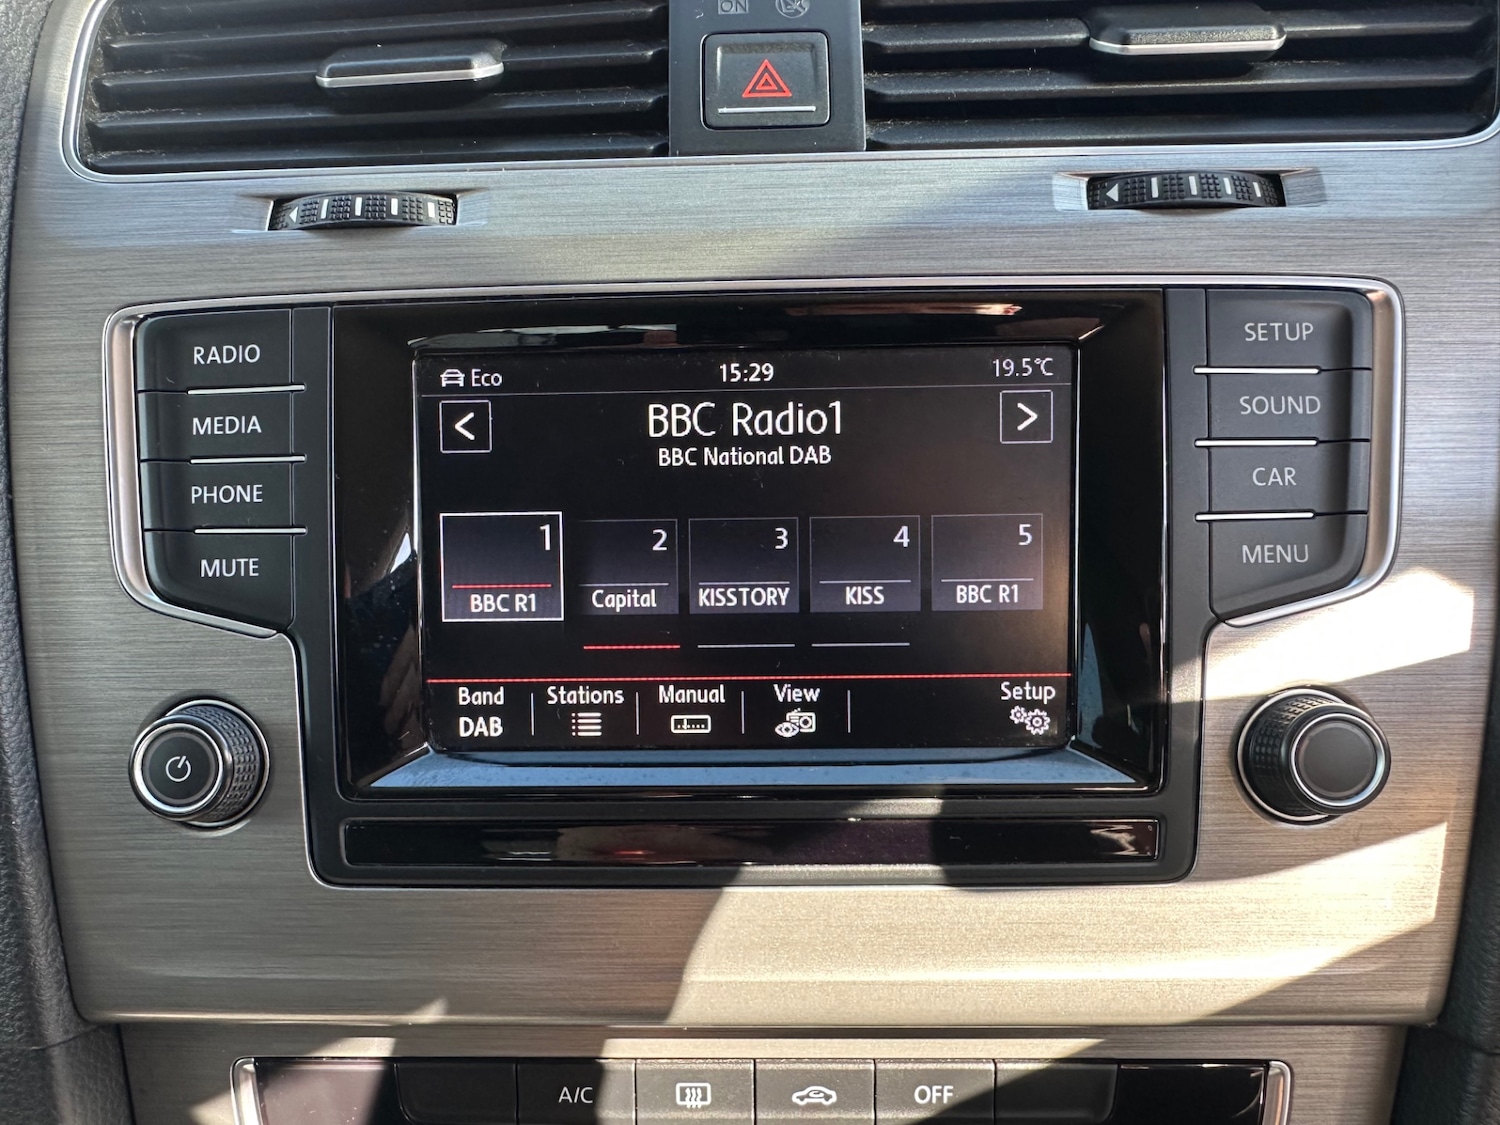 ON
RADIO
MEDIA
PHONE
MUTE
Eco 15:29 19.5°C
< BBC Radio1 >
BBC National DAB
1 2 3 4 5
BBC R1 Capital KISSTORY KISS BBC R1
Band Stations Manual View Setup
DAB
SETUP
SOUND
CAR
MENU
A/C OFF